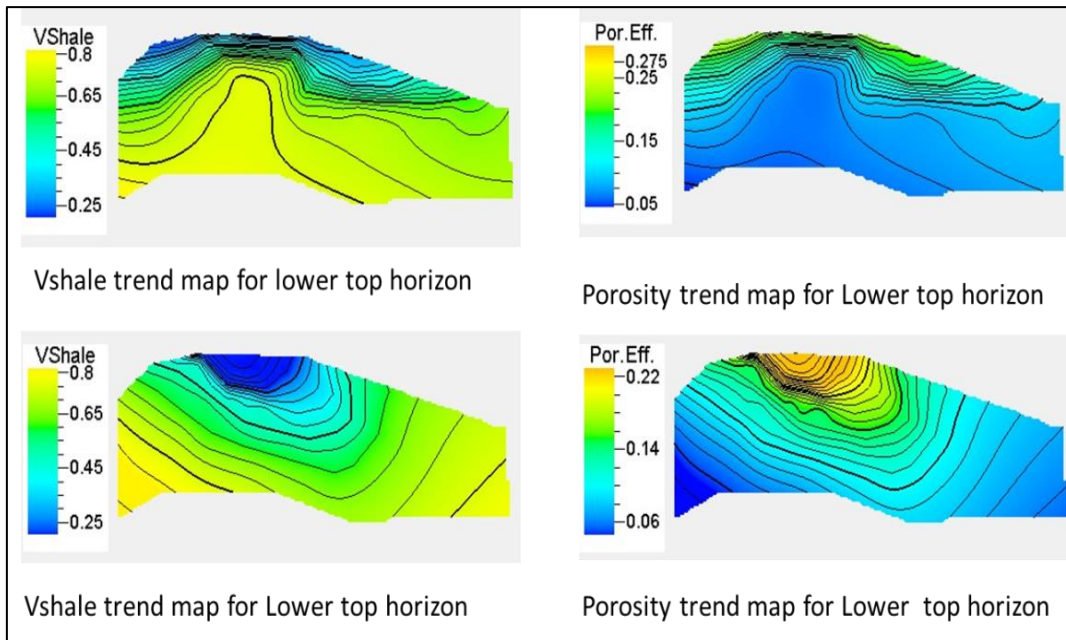 VShale
0.8
0.65
0.45
0.25
Vshale trend map for lower top horizon
Por.Eff.
0.275
0.25
0.15
0.05
Porosity trend map for Lower top horizon
VShale
0.8
0.65
0.45
0.25
Vshale trend map for Lower top horizon
Por.Eff.
0.22
0.14
0.06
Porosity trend map for Lower  top horizon